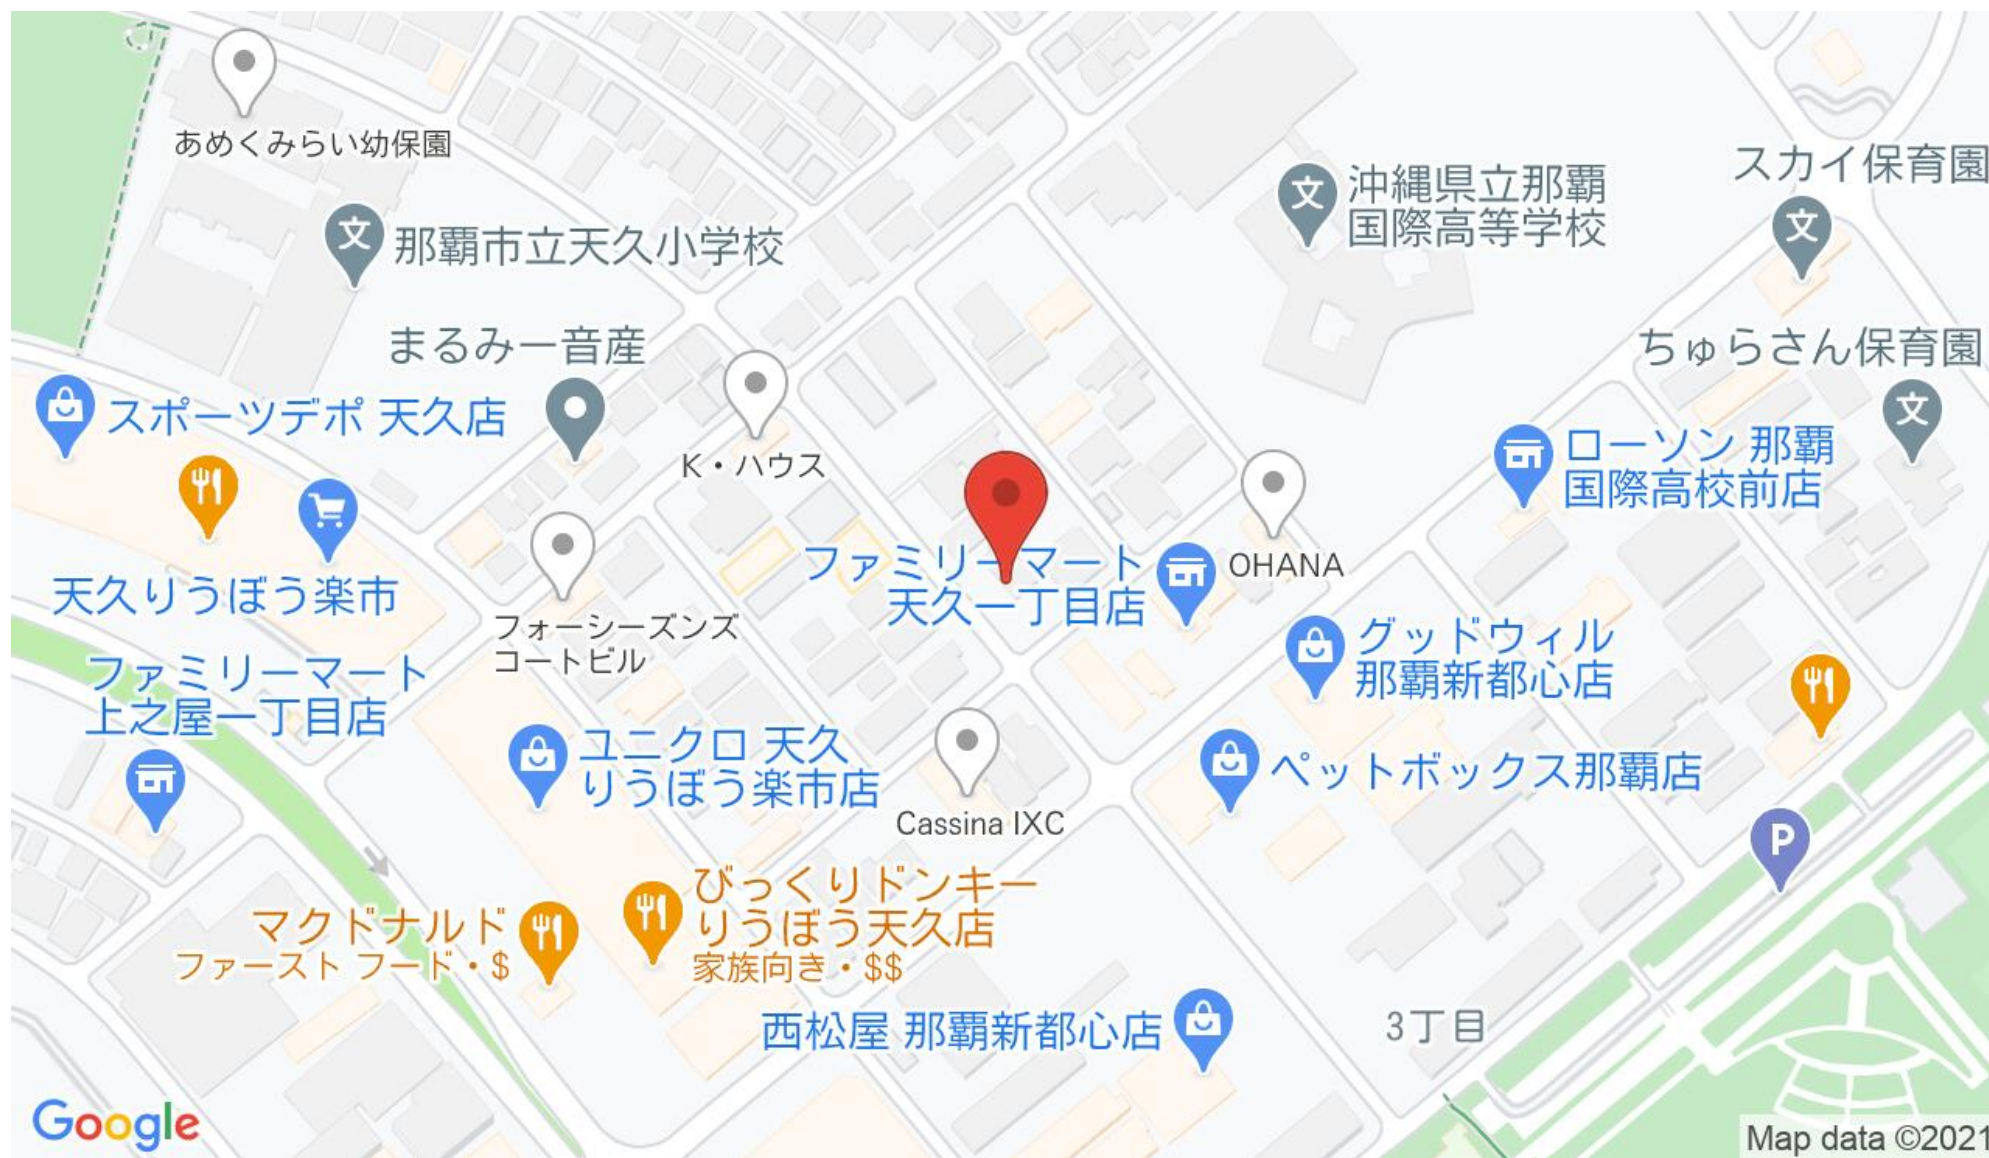 あめくみらい幼保園
スカイ保育園
沖縄県立那覇
国際高等学校
那覇市立天久小学校
まるみー音産
ちゅらさん保育園
スポーツデポ 天久店
K・ハウス
ローソン 那覇
国際高校前店
ファミリーマート
天久一丁目店
OHANA
天久りうぼう楽市
フォーシーズンズ
コートビル
グッドウィル
那覇新都心店
ファミリーマート
上之屋一丁目店
ユニクロ 天久
りうぼう楽市店
ペットボックス那覇店
Cassina IXC
P
びっくりドンキー
りうぼう天久店
家族向き・$$
マクドナルド
ファースト フード・$
西松屋 那覇新都心店
3丁目
Google
Map data ©2021